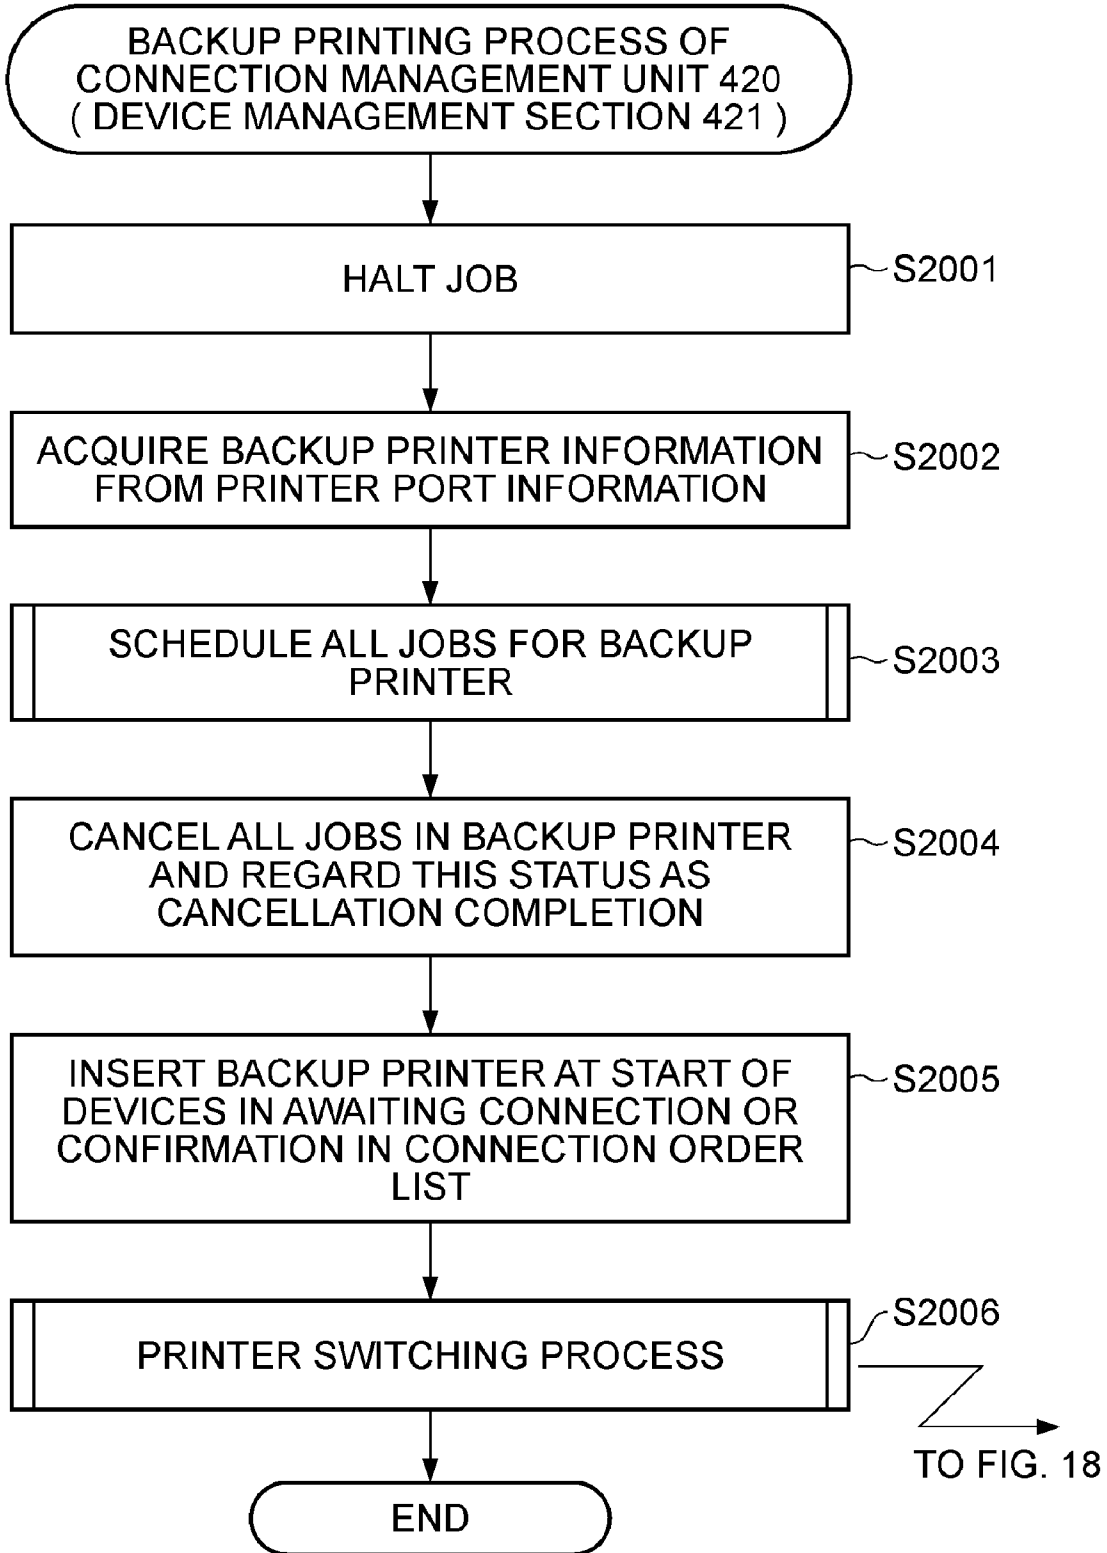 BACKUP PRINTING PROCESS OF
CONNECTION MANAGEMENT UNIT 420
( DEVICE MANAGEMENT SECTION 421 )
HALT JOB
S2001
ACQUIRE BACKUP PRINTER INFORMATION
FROM PRINTER PORT INFORMATION
S2002
SCHEDULE ALL JOBS FOR BACKUP
PRINTER
S2003
CANCEL ALL JOBS IN BACKUP PRINTER
AND REGARD THIS STATUS AS
CANCELLATION COMPLETION
S2004
INSERT BACKUP PRINTER AT START OF
DEVICES IN AWAITING CONNECTION OR
CONFIRMATION IN CONNECTION ORDER
LIST
S2005
PRINTER SWITCHING PROCESS
S2006
TO FIG. 18
END